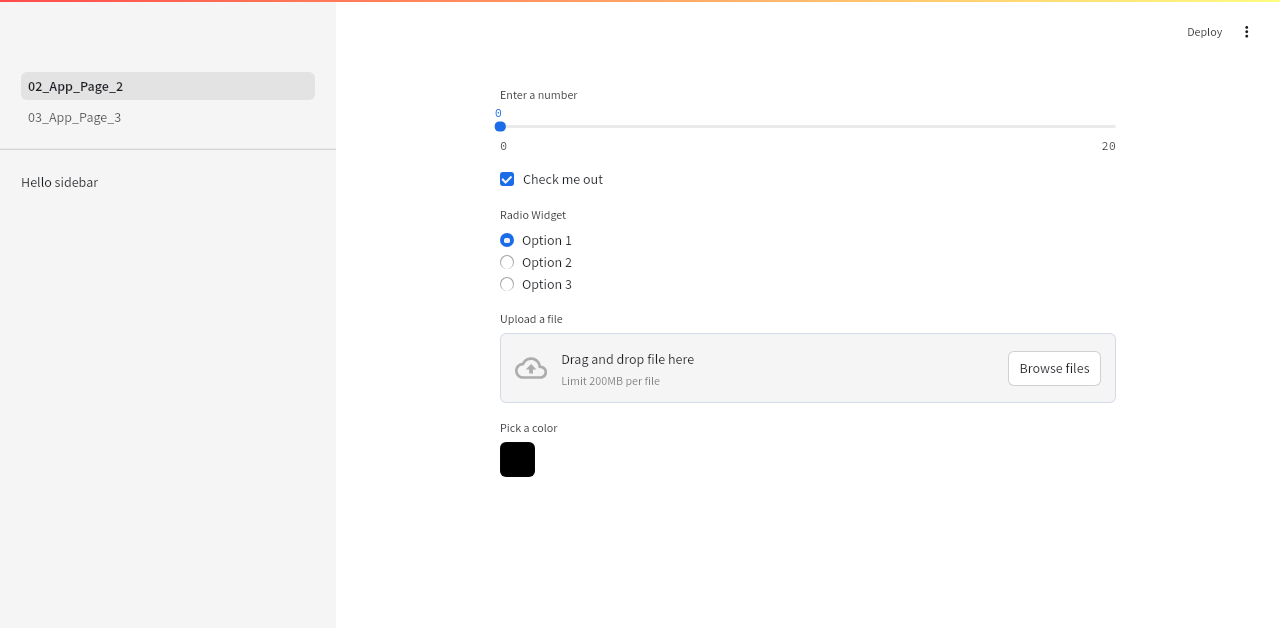 Deploy
02_App_Page_2
03_App_Page_3
Hello sidebar
Enter a number
0
0
20
Check me out
Radio Widget
Option 1
Option 2
Option 3
Upload a file
Drag and drop file here
Limit 200MB per file
Browse files
Pick a color